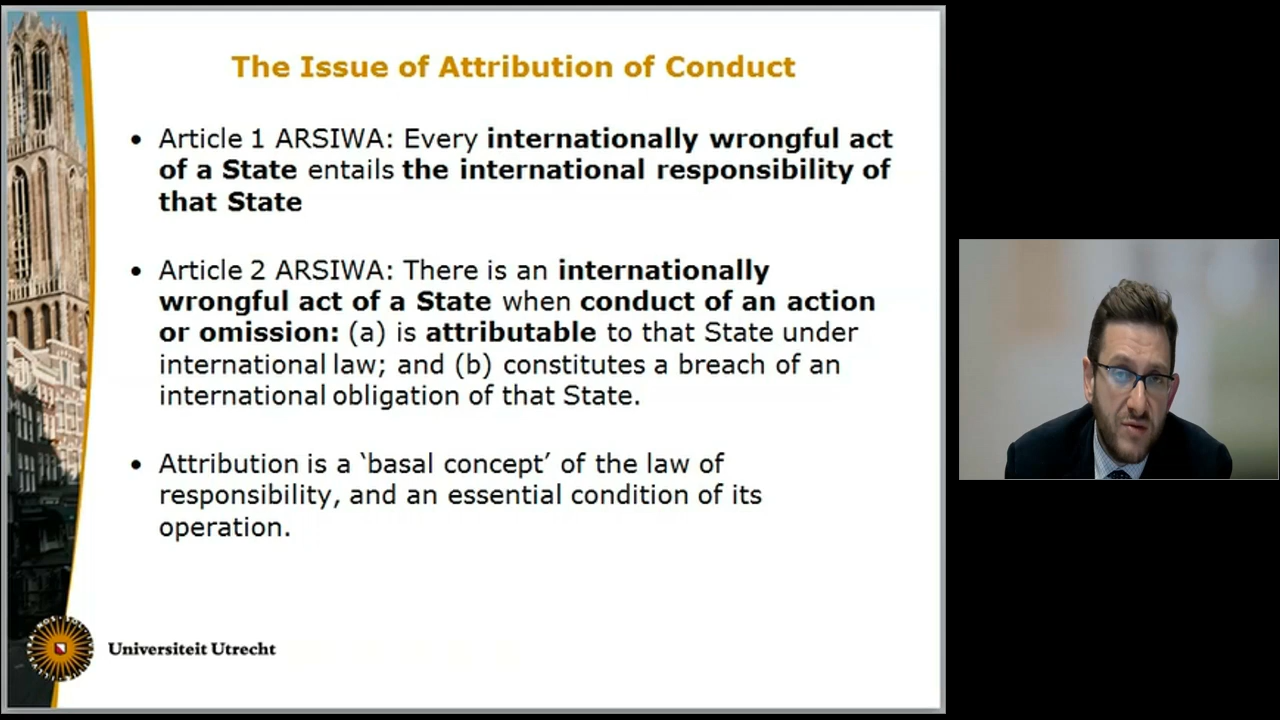 The Issue of Attribution of Conduct
• Article 1 ARSIWA: Every internationally wrongful act
of a State entails the international responsibility of
that State
• Article 2 ARSIWA: There is an internationally
wrongful act of a State when conduct of an action
or omission: (a) is attributable to that State under
international law; and (b) constitutes a breach of an
international obligation of that State.
• Attribution is a ‘basal concept’ of the law of
responsibility, and an essential condition of its
operation.
Universiteit Utrecht